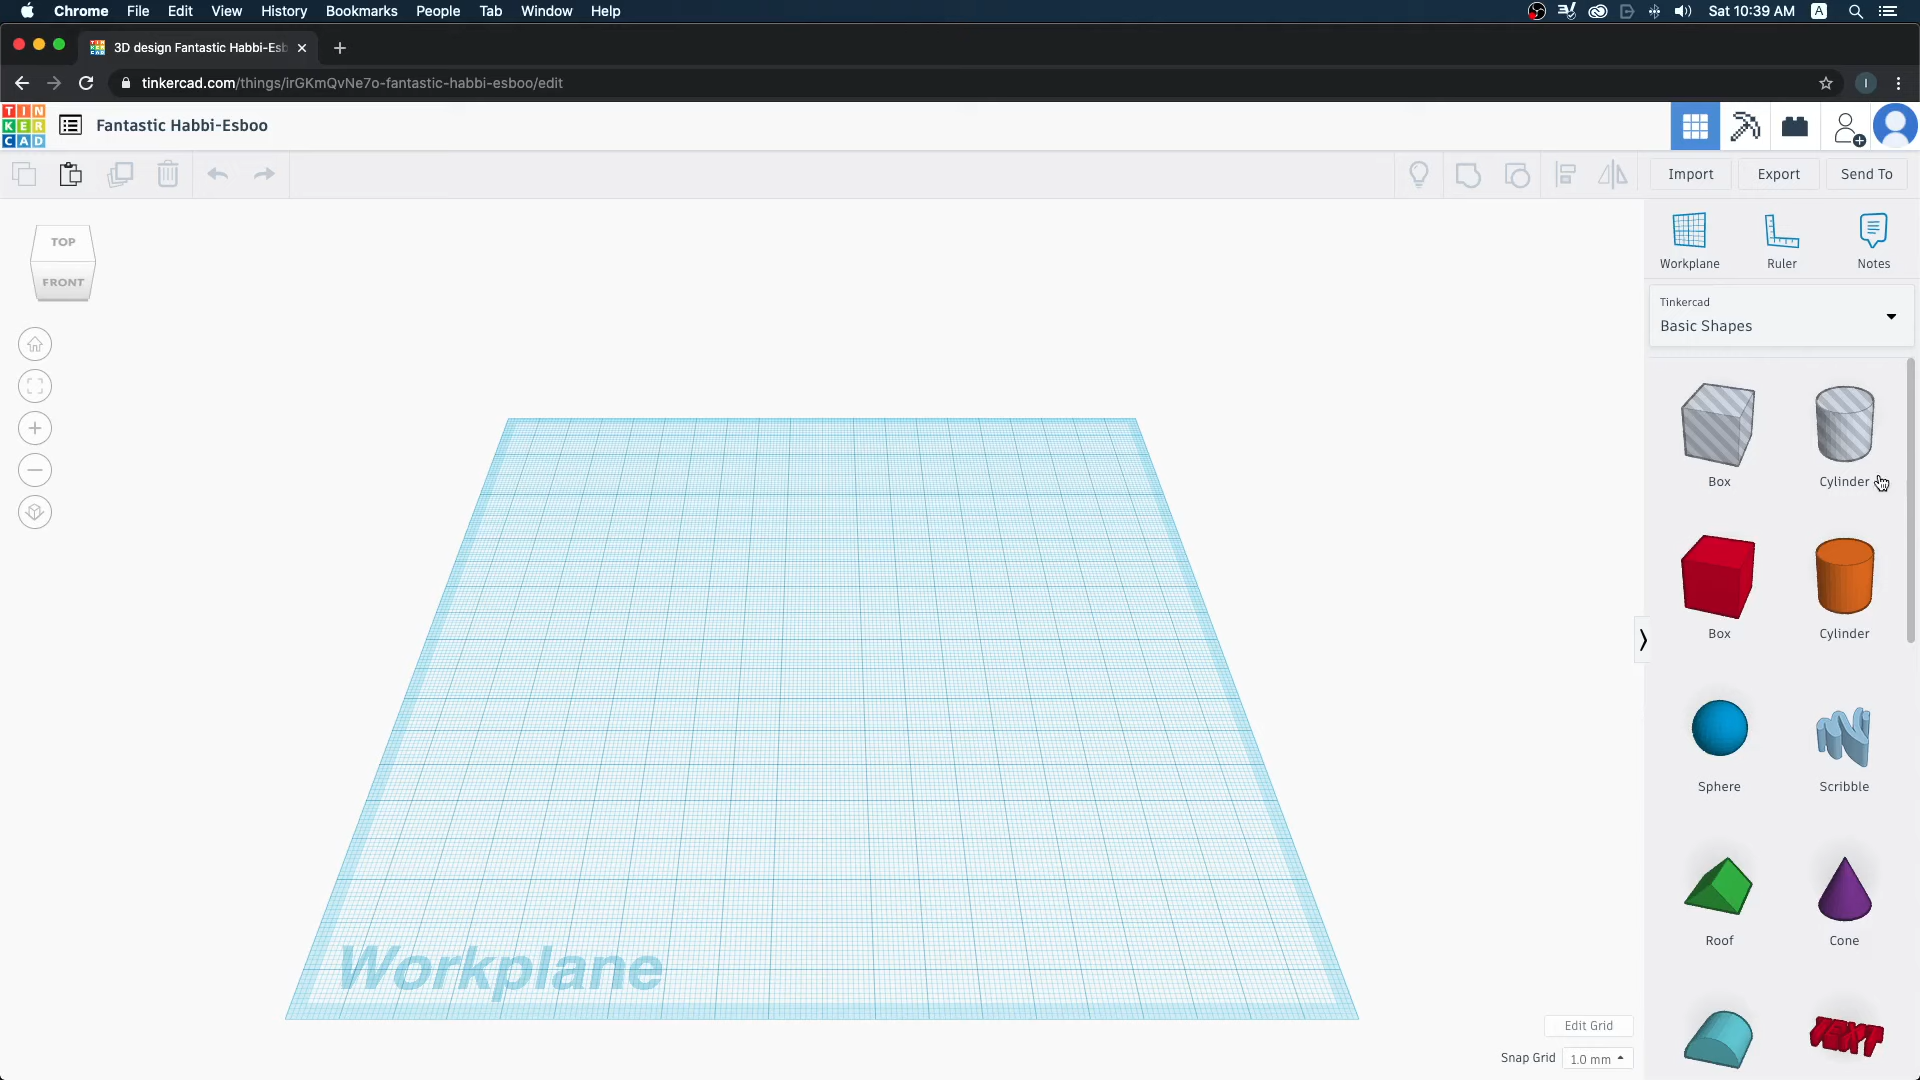 Chrome File Edit View History Bookmarks People Tab Window Help
Sat 10:39 AM A
3D design Fantastic Habbi-Esb
tinkercad.com/things/irGKmQvNe7o-fantastic-habbi-esboo/edit
I
TIN
KER
CAD
Fantastic Habbi-Esboo
Import Export Send To
TOP
FRONT
Workplane Ruler Notes
Tinkercad
Basic Shapes
Box Cylinder
Box Cylinder
Sphere Scribble
Roof Cone
TEXT
Workplane
Edit Grid
Snap Grid 1.0 mm